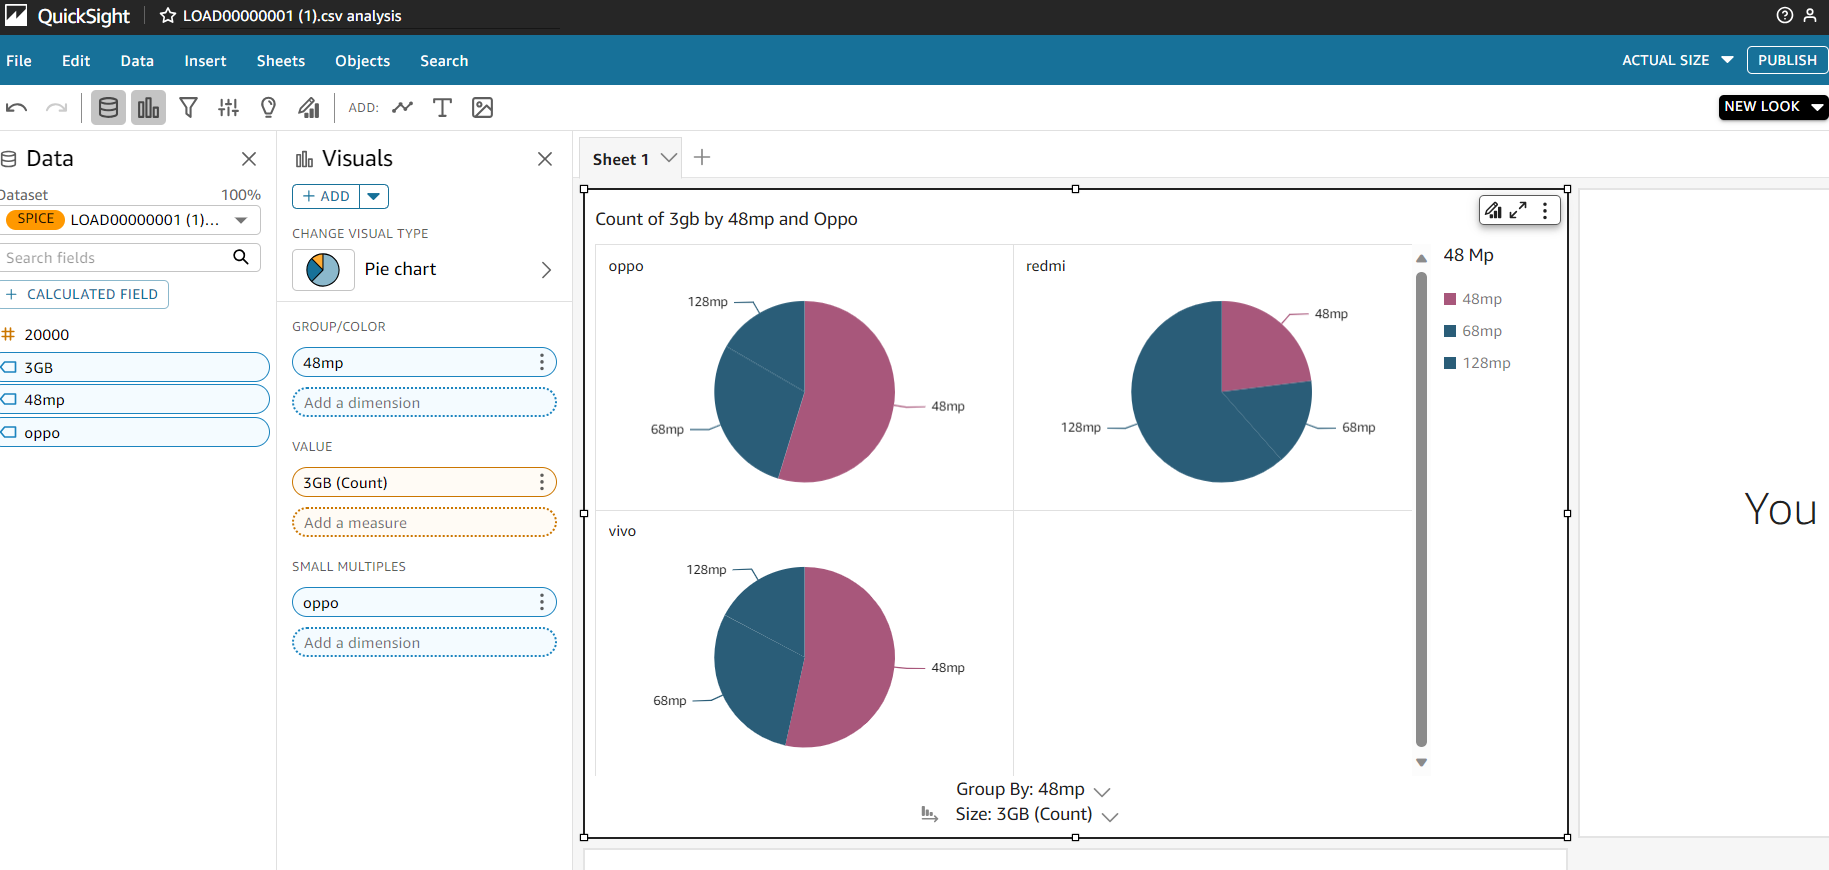 QuickSight
LOAD00000001 (1).csv analysis
File Edit Data Insert Sheets Objects Search
ACTUAL SIZE
PUBLISH
ADD:
NEW LOOK
Data
Dataset 100%
SPICE LOAD00000001 (1)...
Search fields
+ CALCULATED FIELD
# 20000
3GB
48mp
oppo
Visuals
+ ADD
CHANGE VISUAL TYPE
Pie chart
GROUP/COLOR
48mp
Add a dimension
VALUE
3GB (Count)
Add a measure
SMALL MULTIPLES
oppo
Add a dimension
Sheet 1
Count of 3gb by 48mp and Oppo
oppo
128mp
48mp
68mp
redmi
48mp
128mp
68mp
vivo
128mp
48mp
68mp
48 Mp
48mp
68mp
128mp
Group By: 48mp
Size: 3GB (Count)
You